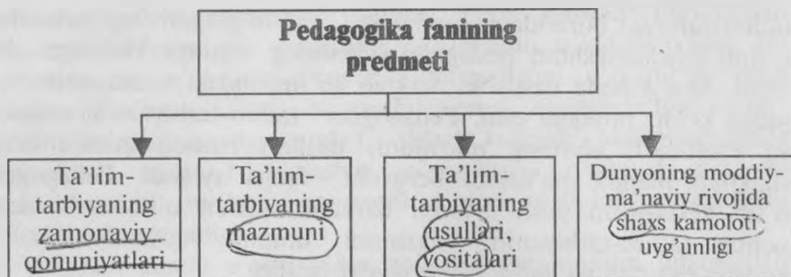 Pedagogika fanining
predmeti
Ta’lim-
tarbiyaning
zamonaviy,
qonuniyatlari
Ta’lim-
tarbiyaning
mazmuni
Ta’lim-
tarbiyaning
usullari,
vositalari
Dunyoning moddiy-
ma’naviy rivojida
shaxs kamoloti
uyg‘unligi